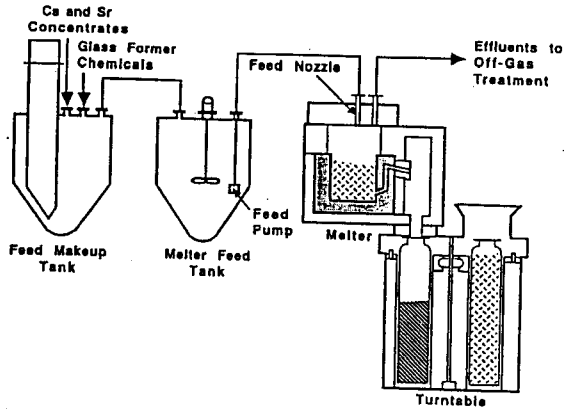 Cs and Sr
Concentrates
Glass Former
Chemicals
Feed Nozzle
Effluents to
Off-Gas
Treatment
Feed
Pump
Feed Makeup
Tank
Melter Feed
Tank
Melter
Turntable